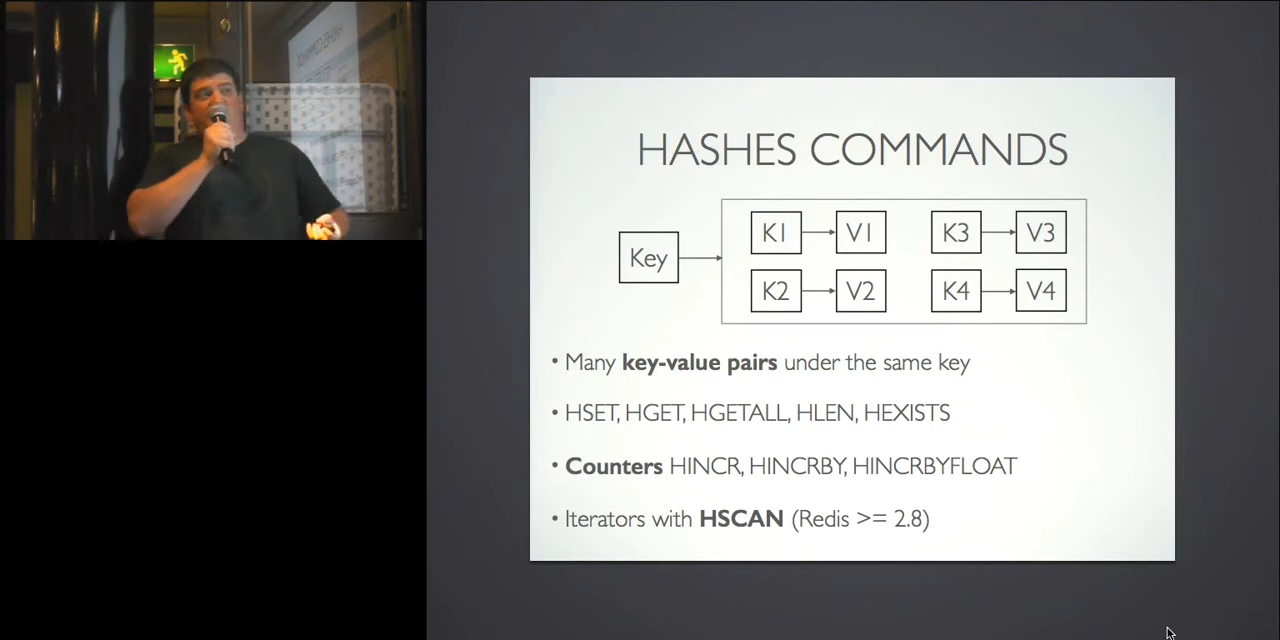 HASHES COMMANDS
Key
K1 V1 K3 V3
K2 V2 K4 V4
• Many key-value pairs under the same key
• HSET, HGET, HGETALL, HLEN, HEXISTS
• Counters HINCR, HINCRBY, HINCRBYFLOAT
• Iterators with HSCAN (Redis >= 2.8)